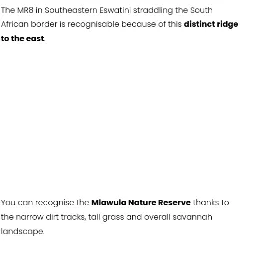 The MR8 in Southeastern Eswatini straddling the South
African border is recognisable because of this distinct ridge
to the east.
You can recognise the Mlawula Nature Reserve thanks to
the narrow dirt tracks, tall grass and overall savannah
landscape.